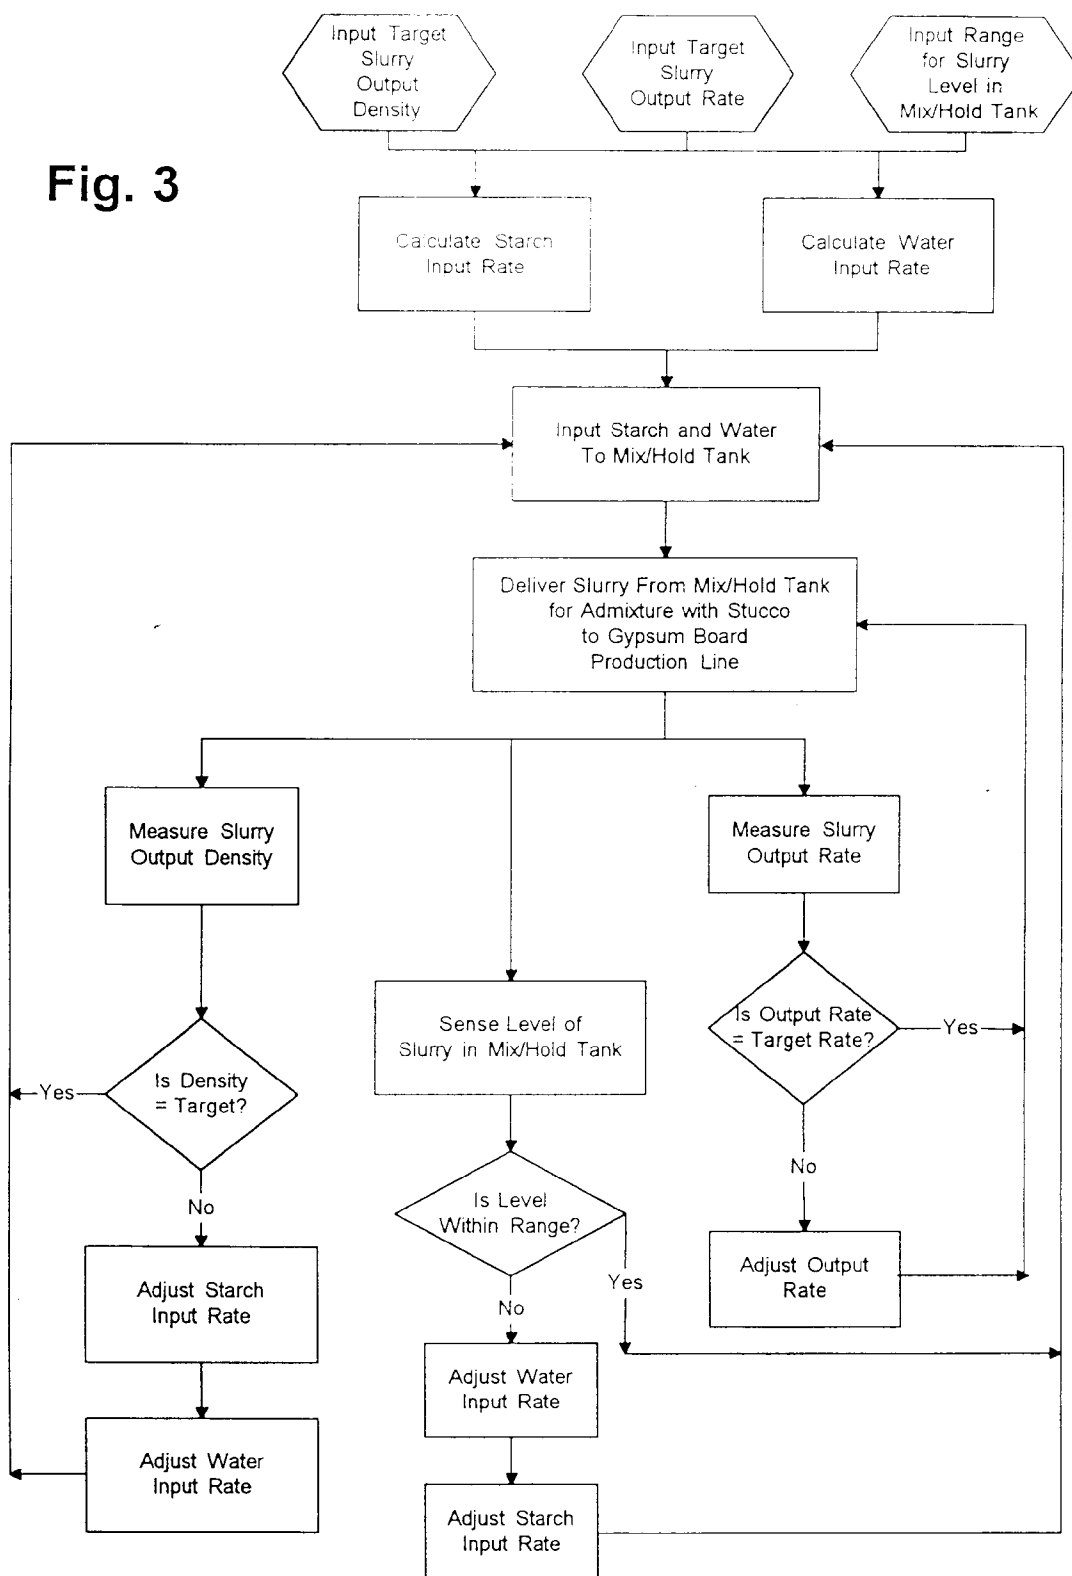 Input Target
Slurry
Output
Density
Input Target
Slurry
Output Rate
Input Range
for Slurry
Level in
Mix/Hold Tank
Fig. 3
Calculate Starch
Input Rate
Calculate Water
Input Rate
Input Starch and Water
To Mix/Hold Tank
Deliver Slurry From Mix/Hold Tank
for Admixture with Stucco
to Gypsum Board
Production Line
Measure Slurry
Output Density
Measure Slurry
Output Rate
Sense Level of
Slurry in Mix/Hold Tank
Is Output Rate
= Target Rate?
Yes
Yes
Is Density
= Target?
No
No
Is Level
Within Range?
Adjust Starch
Input Rate
Adjust Output
Rate
Yes
No
Adjust Water
Input Rate
Adjust Water
Input Rate
Adjust Starch
Input Rate